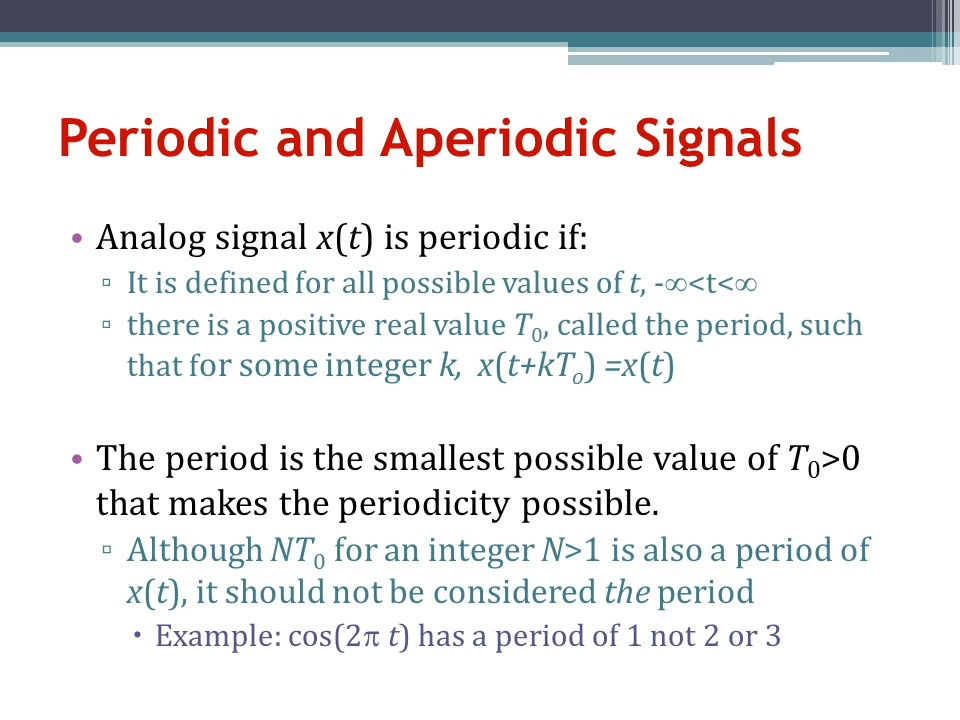 Periodic and Aperiodic Signals
• Analog signal x(t) is periodic if:
▫ It is defined for all possible values of t, -∞<t<∞
▫ there is a positive real value T₀, called the period, such
that for some integer k, x(t+kTₒ) =x(t)
• The period is the smallest possible value of T₀>0
that makes the periodicity possible.
▫ Although NT₀ for an integer N>1 is also a period of
x(t), it should not be considered the period
▪ Example: cos(2π t) has a period of 1 not 2 or 3